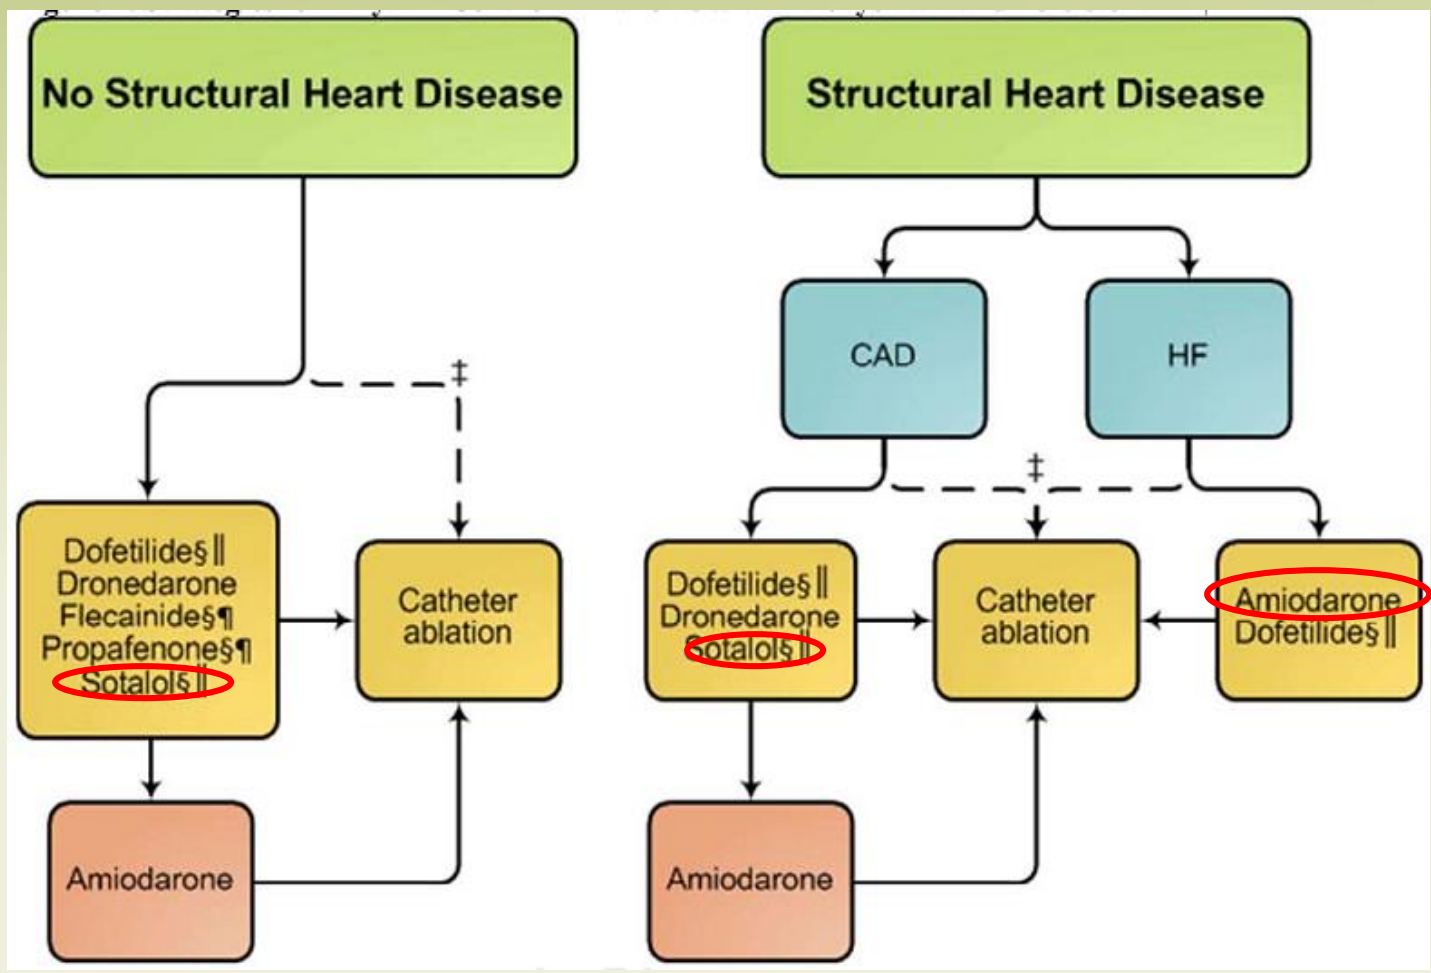 No Structural Heart Disease
Structural Heart Disease
CAD
HF
‡
‡
Dofetilide§‖
Dronedarone
Flecainide§¶
Propafenone§¶
Sotalol§‖
Catheter
ablation
Dofetilide§‖
Dronedarone
Sotalol§‖
Catheter
ablation
Amiodarone
Dofetilide§‖
Amiodarone
Amiodarone